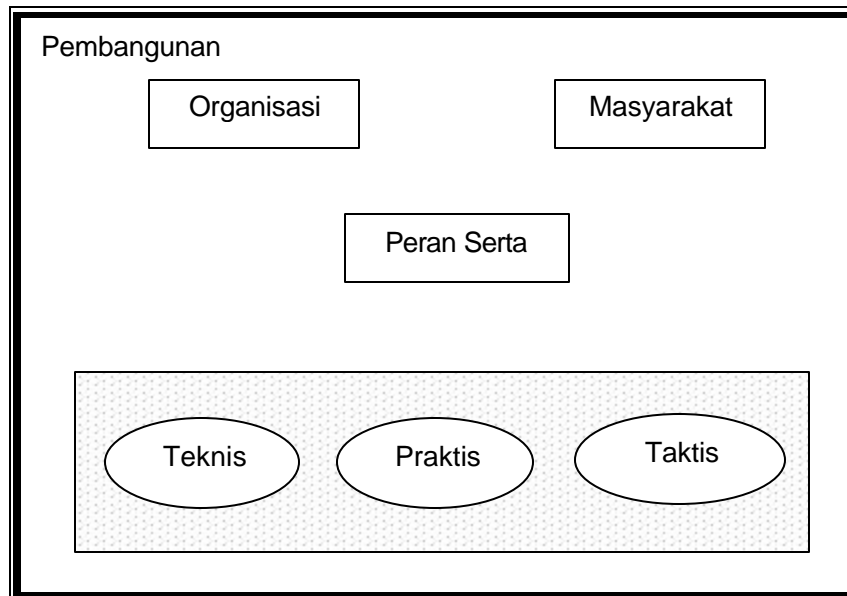 Pembangunan
Organisasi
Masyarakat
Peran Serta
Teknis
Praktis
Taktis